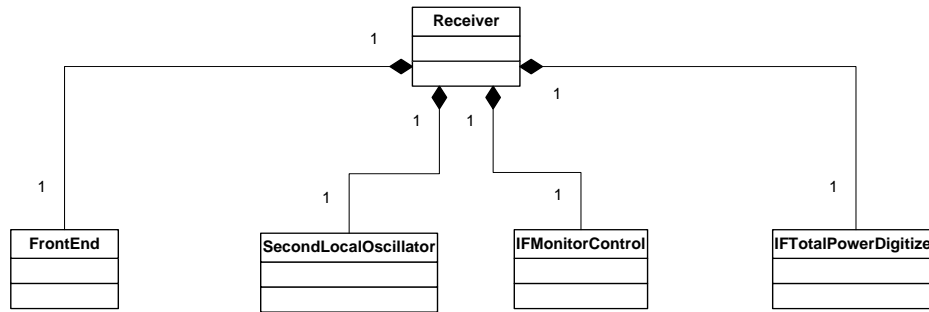 Receiver
1
1
1
1
1
1
1
1
FrontEnd
SecondLocalOscillator
IFMonitorControl
IFTotalPowerDigitize